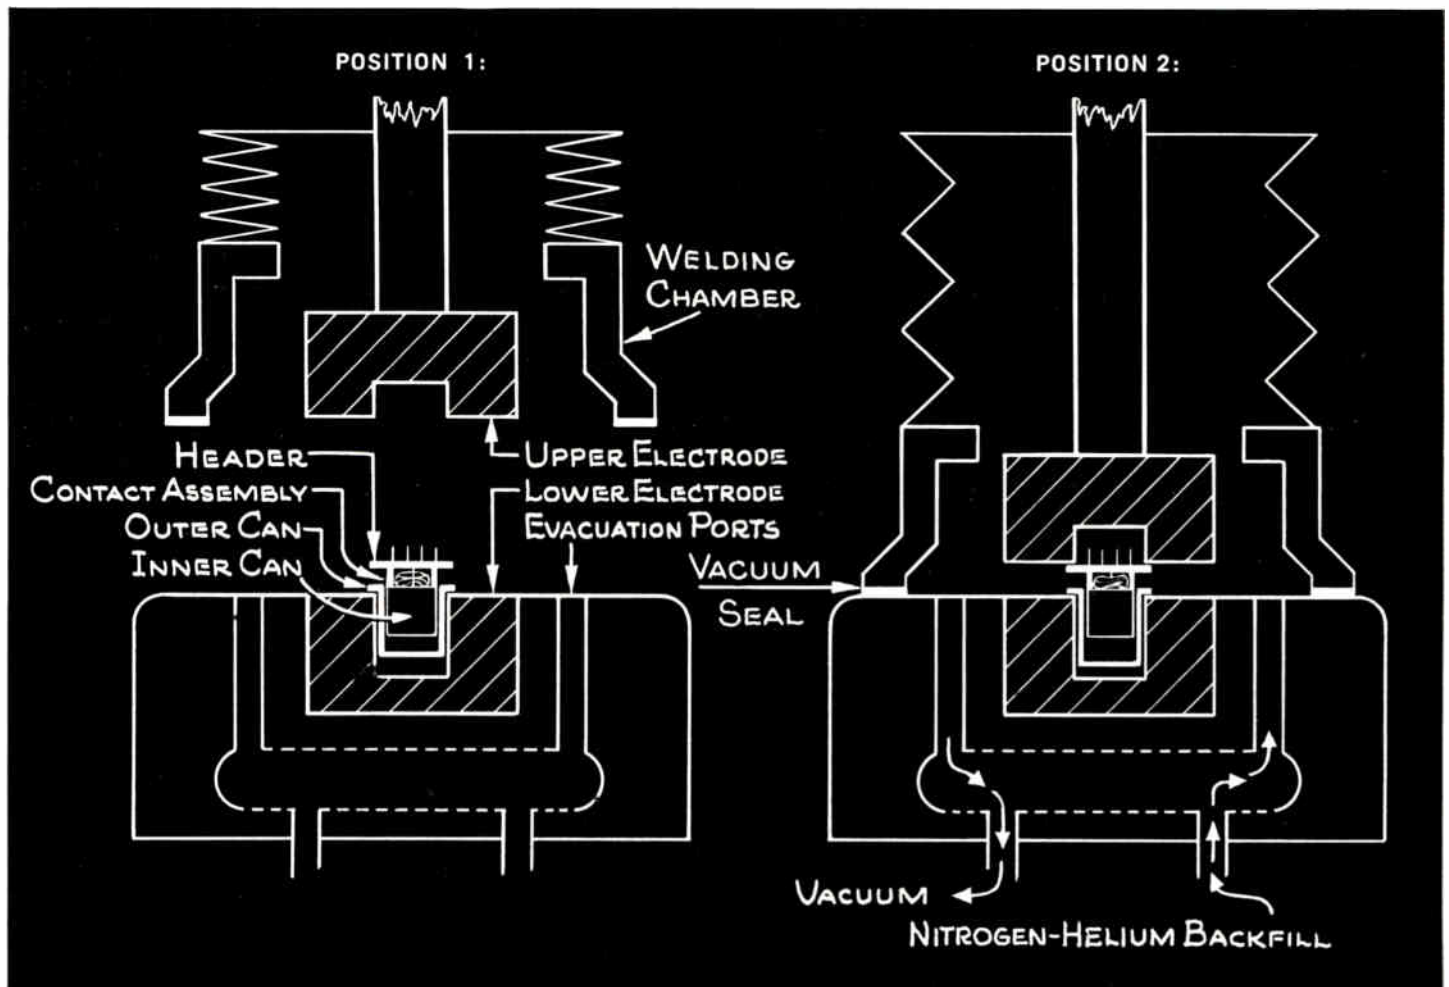 POSITION 1:
POSITION 2:
WELDING
CHAMBER
HEADER
CONTACT ASSEMBLY
OUTER CAN
INNER CAN
UPPER ELECTRODE
LOWER ELECTRODE
EVACUATION PORTS
VACUUM
SEAL
VACUUM
NITROGEN-HELIUM BACKFILL